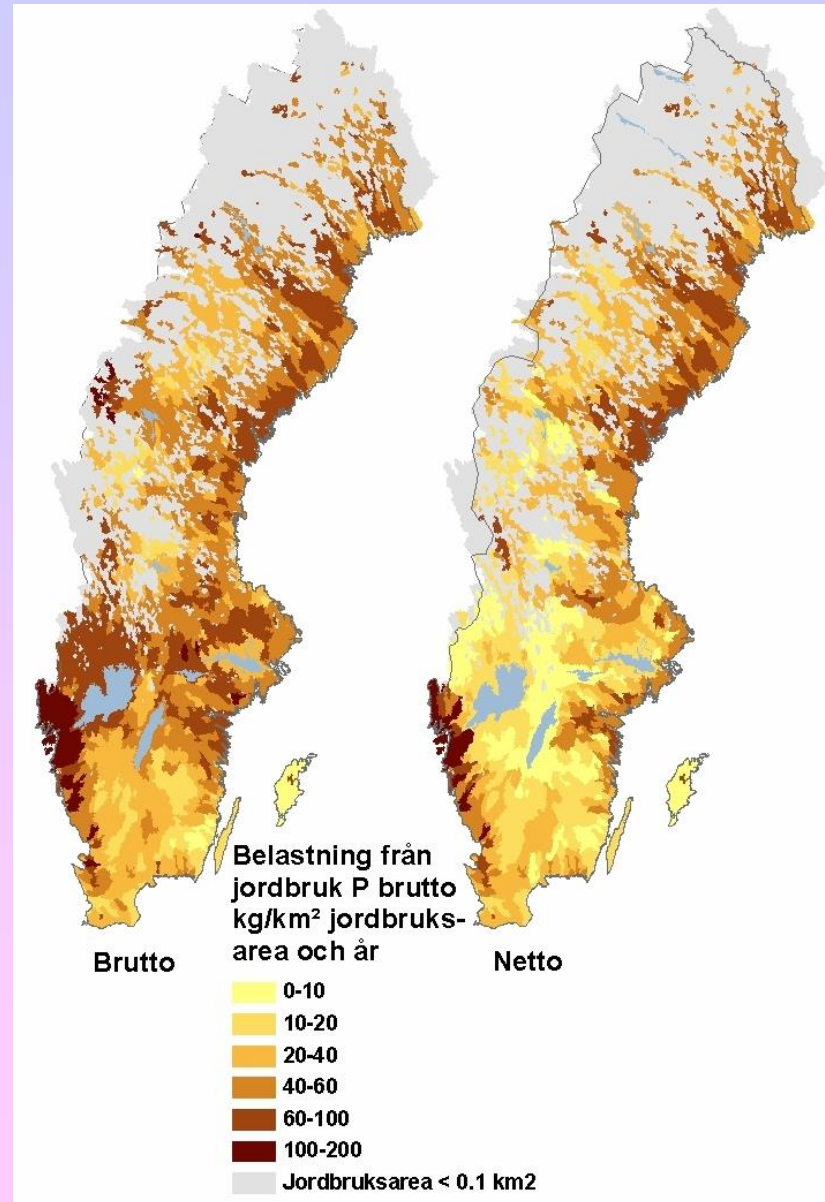 Belastning från
jordbruk P brutto
kg/km² jordbruks-
area och år
Brutto
Netto
0-10
10-20
20-40
40-60
60-100
100-200
Jordbruksarea < 0.1 km2